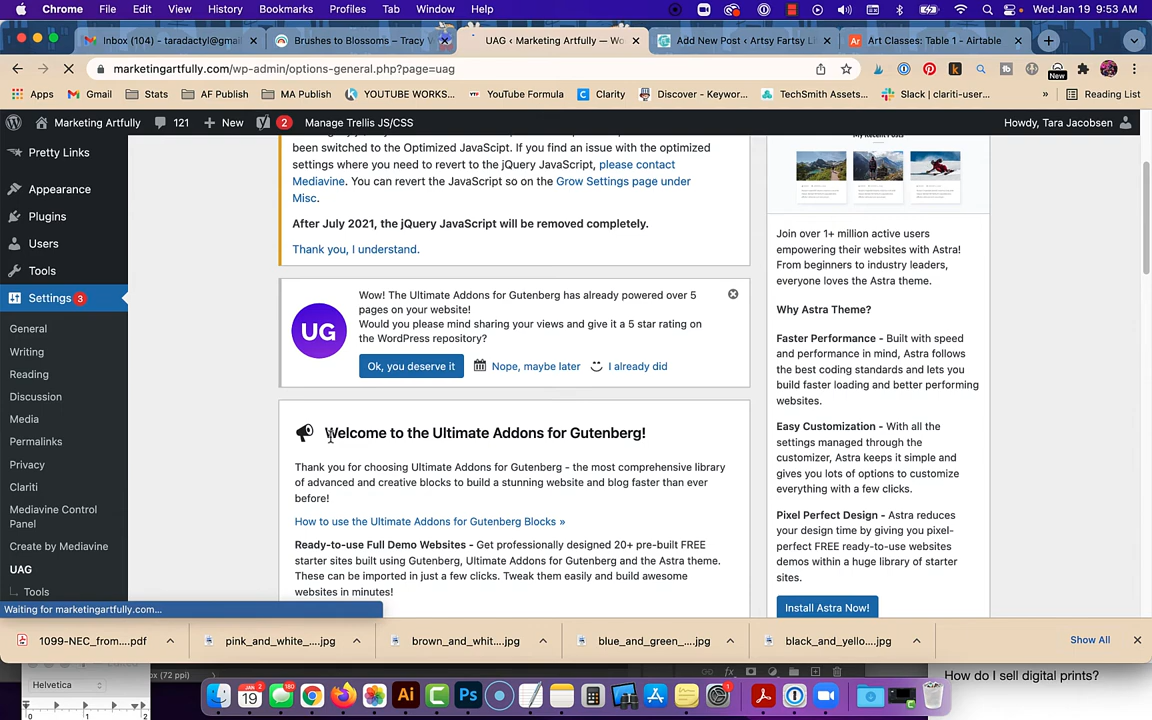 Chrome File Edit View History Bookmarks Profiles Tab Window Help Wed Jan 19 9:53 AM
Inbox (104) – taradactyl@gmai Brushes to Blossoms – Tracy V UAG ‹ Marketing Artfully — Wo Add New Post ‹ Artsy Fartsy Li Art Classes: Table 1 - Airtable
marketingartfully.com/wp-admin/options-general.php?page=uag
New
Apps Gmail Stats AF Publish MA Publish YOUTUBE WORK... YouTube Formula Clarity Discover - Keywor... TechSmith Assets... Slack | clariti-user... » Reading List
Marketing Artfully 121 New 2 Manage Trellis JS/CSS Howdy, Tara Jacobsen
Pretty Links
Appearance
Plugins
Users
Tools
Settings 3
General
Writing
Reading
Discussion
Media
Permalinks
Privacy
Clariti
Mediavine Control
Panel
Create by Mediavine
UAG
Tools
been switched to the Optimized JavaScipt. If you find an issue with the optimized
settings where you need to revert to the jQuery JavaScript, please contact
Mediavine. You can revert the JavaScript so on the Grow Settings page under
Misc.
After July 2021, the jQuery JavaScript will be removed completely.
Thank you, I understand.
UG
Wow! The Ultimate Addons for Gutenberg has already powered over 5
pages on your website!
Would you please mind sharing your views and give it a 5 star rating on
the WordPress repository?
Ok, you deserve it Nope, maybe later I already did
Welcome to the Ultimate Addons for Gutenberg!
Thank you for choosing Ultimate Addons for Gutenberg – the most comprehensive library
of advanced and creative blocks to build a stunning website and blog faster than ever
before!
How to use the Ultimate Addons for Gutenberg Blocks »
Ready-to-use Full Demo Websites - Get professionally designed 20+ pre-built FREE
starter sites built using Gutenberg, Ultimate Addons for Gutenberg and the Astra theme.
These can be imported in just a few clicks. Tweak them easily and build awesome
websites in minutes!
Join over 1+ million active users
empowering their websites with Astra!
From beginners to industry leaders,
everyone loves the Astra theme.
Why Astra Theme?
Faster Performance - Built with speed
and performance in mind, Astra follows
the best coding standards and lets you
build faster loading and better performing
websites.
Easy Customization - With all the
settings managed through the
customizer, Astra keeps it simple and
gives you lots of options to customize
everything with a few clicks.
Pixel Perfect Design - Astra reduces
your design time by giving you pixel-
perfect FREE ready-to-use websites
demos within a huge library of starter
sites.
Install Astra Now!
Waiting for marketingartfully.com...
1099-NEC_from....pdf pink_and_white_....jpg brown_and_whit....jpg blue_and_green_....jpg black_and_yello....jpg Show All
Helvetica
(72 ppi)
How do I sell digital prints?
0 1 2